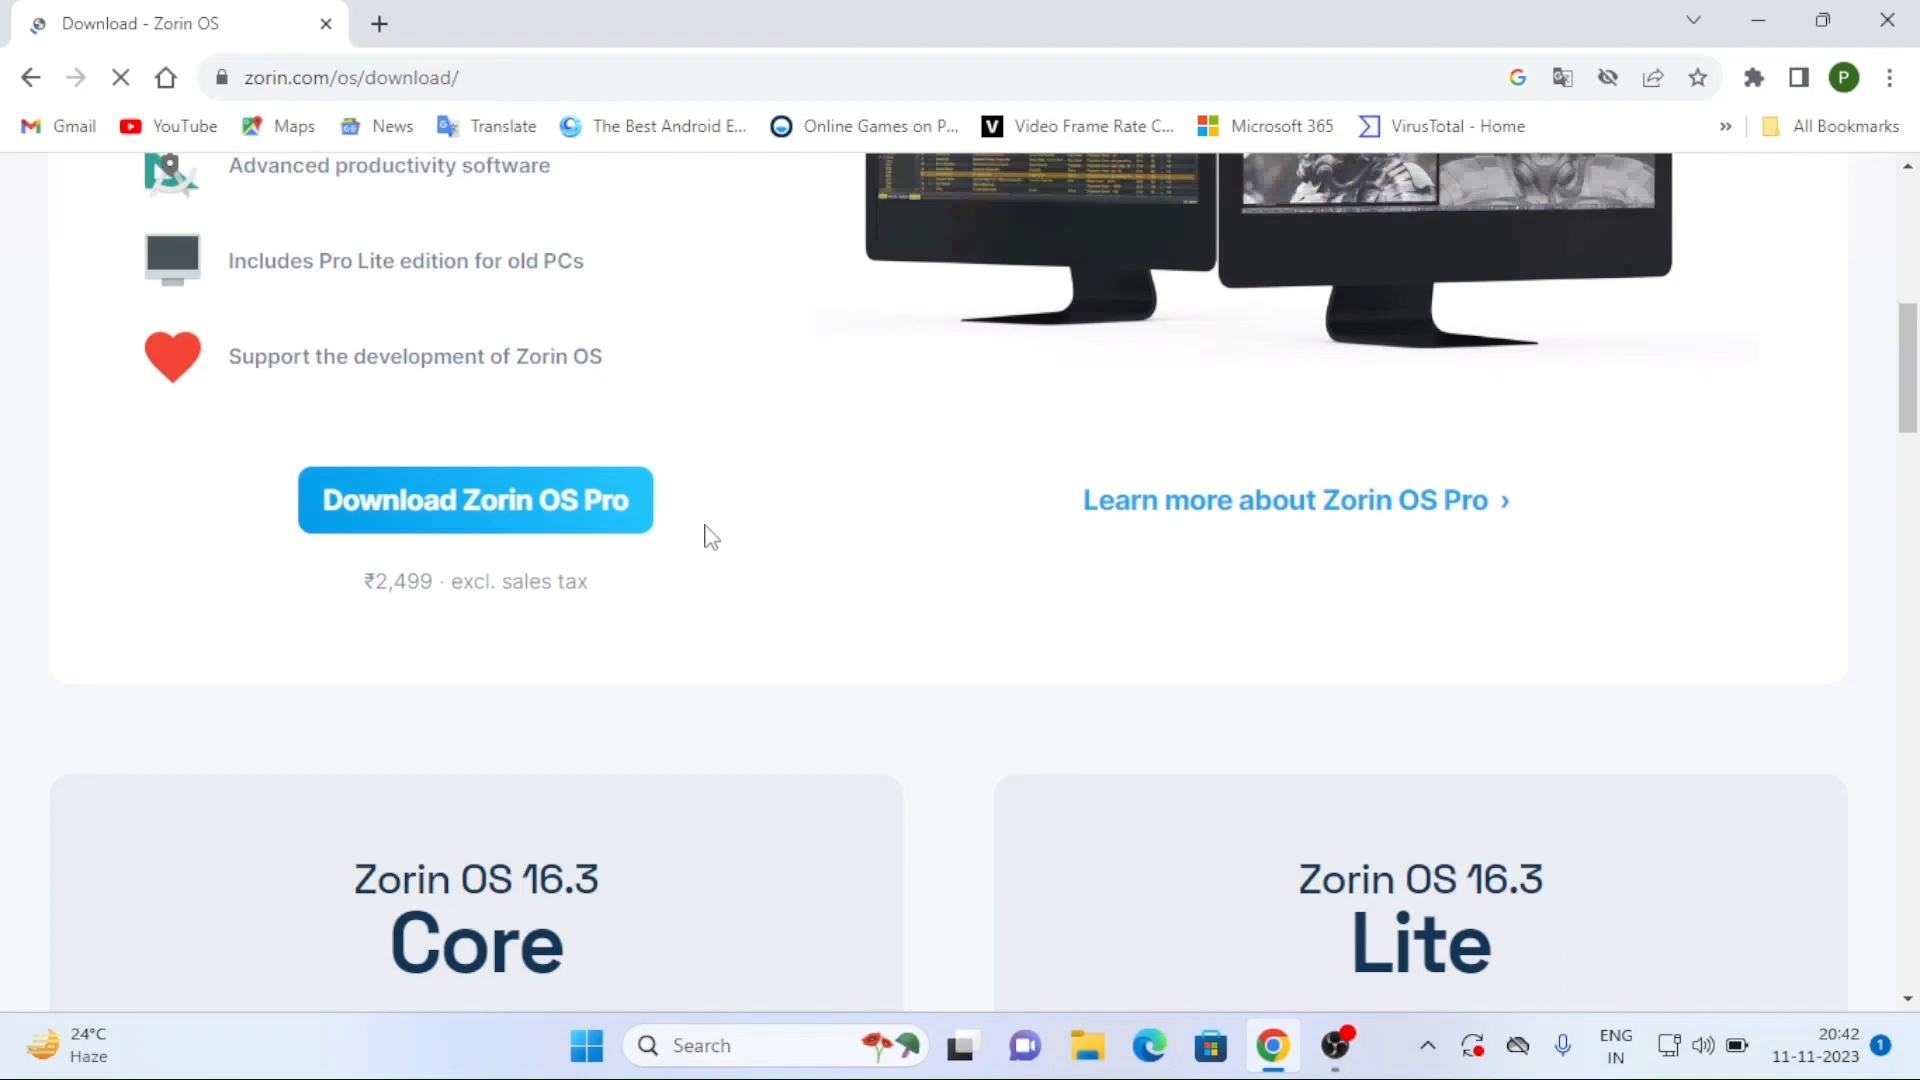 Download - Zorin OS
zorin.com/os/download/
P
Gmail
YouTube
Maps
News
Translate
The Best Android E...
Online Games on P...
Video Frame Rate C...
Microsoft 365
VirusTotal - Home
»
All Bookmarks
Advanced productivity software
Includes Pro Lite edition for old PCs
Support the development of Zorin OS
Download Zorin OS Pro
Learn more about Zorin OS Pro ›
₹2,499 · excl. sales tax
Zorin OS 16.3
Core
Zorin OS 16.3
Lite
24°C
Haze
Search
ENG
IN
20:42
11-11-2023
1